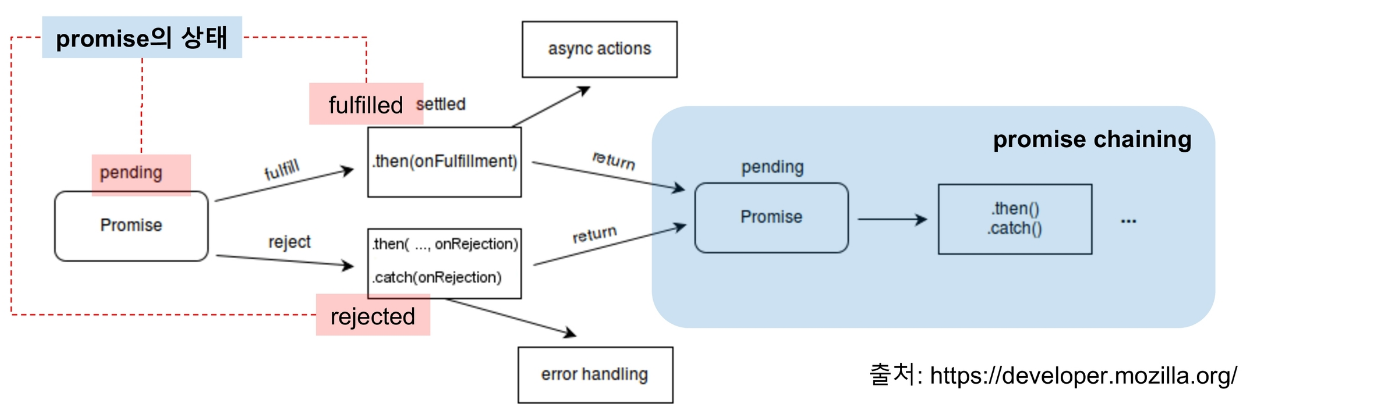 promise의 상태
async actions
fulfilled settled
promise chaining
.then(onFulfillment)
fulfill
return
pending
pending
Promise
Promise
.then()
.catch()
...
reject
.then( ..., onRejection)
return
.catch(onRejection)
rejected
error handling
출처: https://developer.mozilla.org/